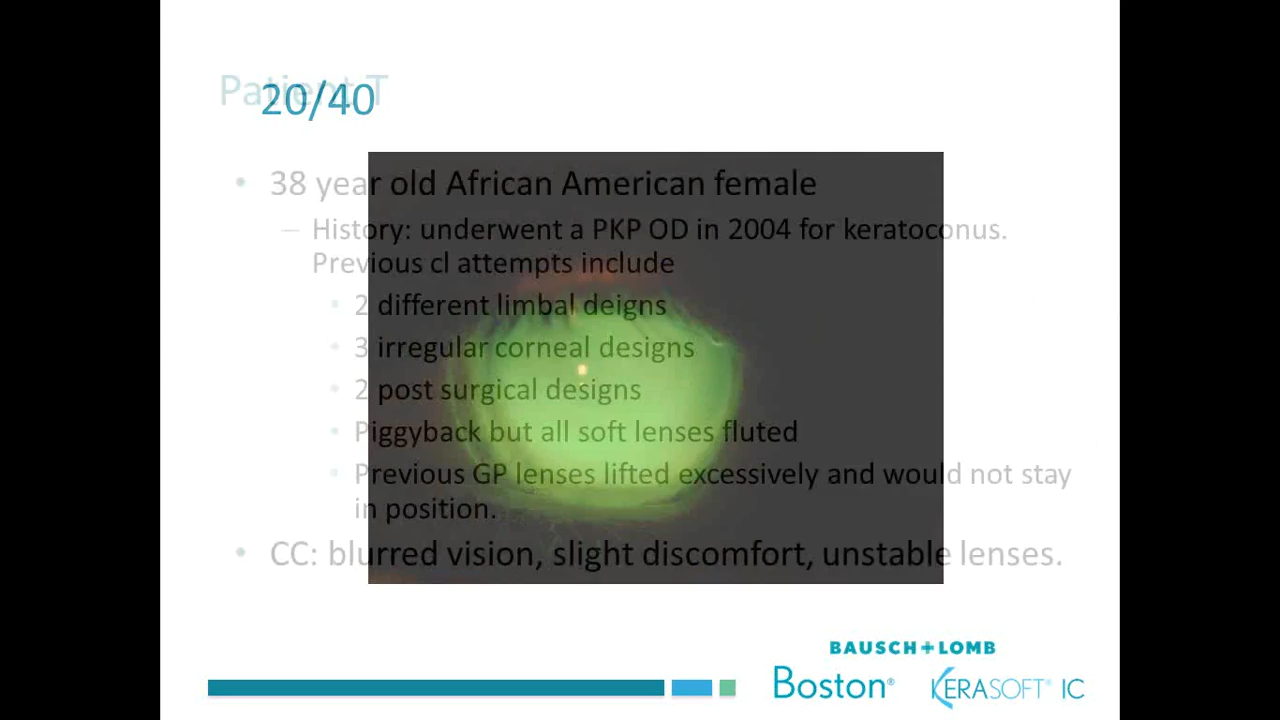 Patient T
20/40
• 38 year old African American female
– History: underwent a PKP OD in 2004 for keratoconus.
Previous cl attempts include
• 2 different limbal deigns
• 3 irregular corneal designs
• 2 post surgical designs
• Piggyback but all soft lenses fluted
• Previous GP lenses lifted excessively and would not stay
in position.
• CC: blurred vision, slight discomfort, unstable lenses.
BAUSCH+LOMB
Boston® KERASOFT® IC